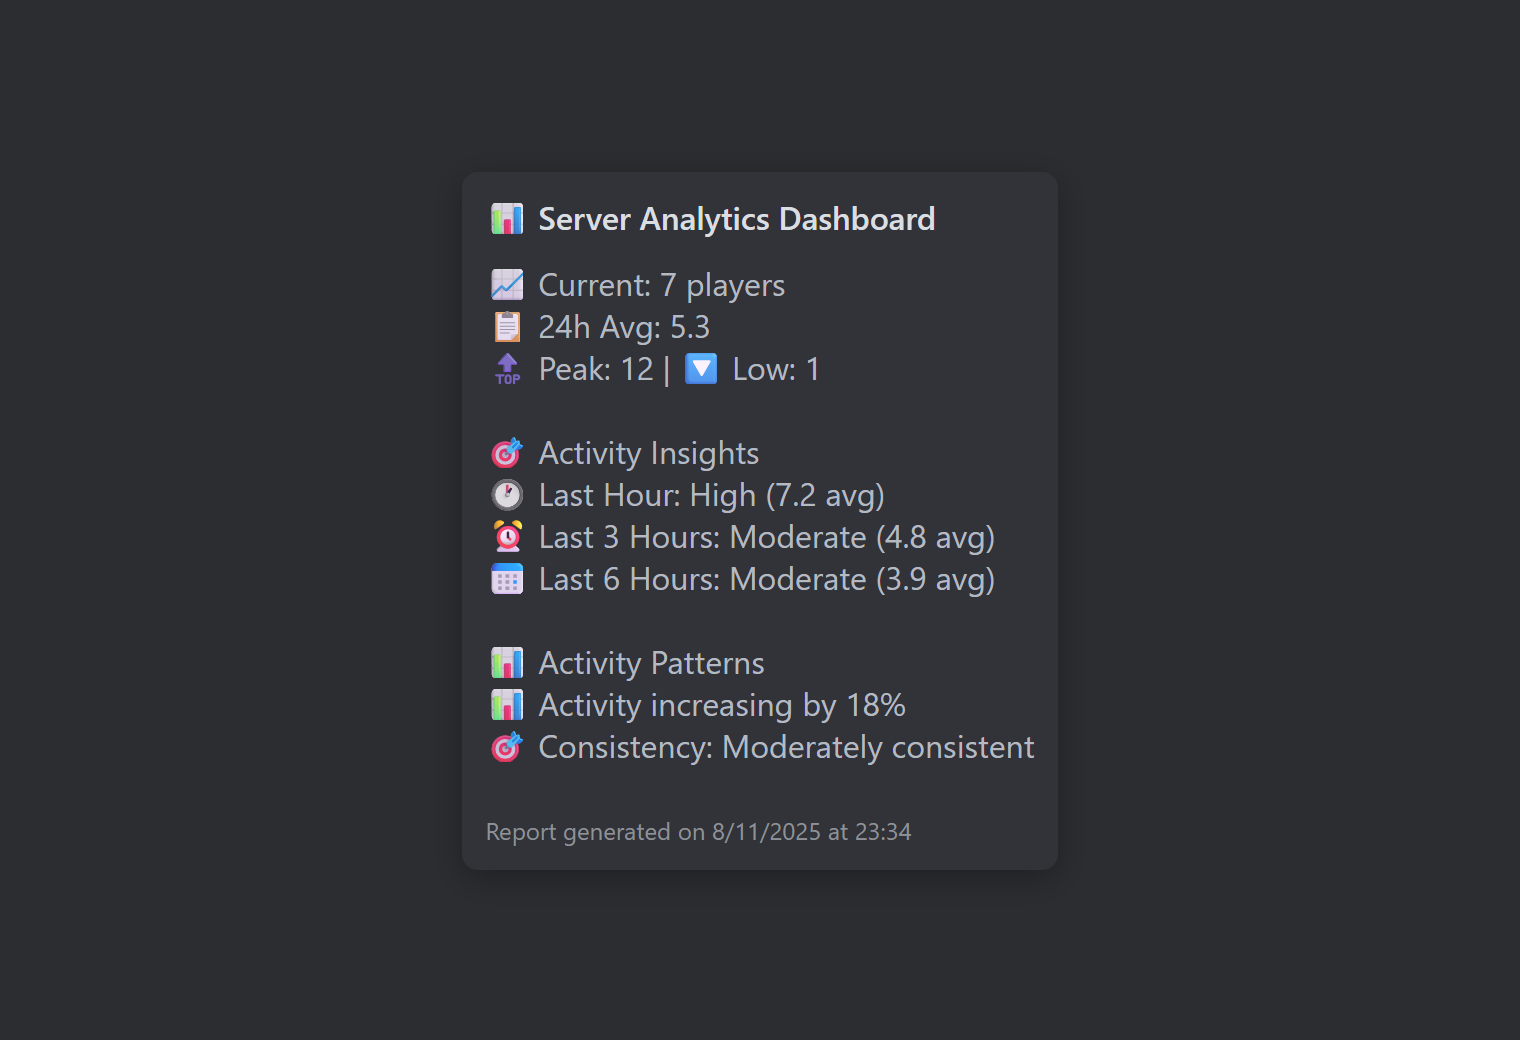 📊 Server Analytics Dashboard
📈 Current: 7 players
📋 24h Avg: 5.3
🔝 Peak: 12 | 🔽 Low: 1
🎯 Activity Insights
🕐 Last Hour: High (7.2 avg)
⏰ Last 3 Hours: Moderate (4.8 avg)
📅 Last 6 Hours: Moderate (3.9 avg)
📊 Activity Patterns
📊 Activity increasing by 18%
🎯 Consistency: Moderately consistent
Report generated on 8/11/2025 at 23:34